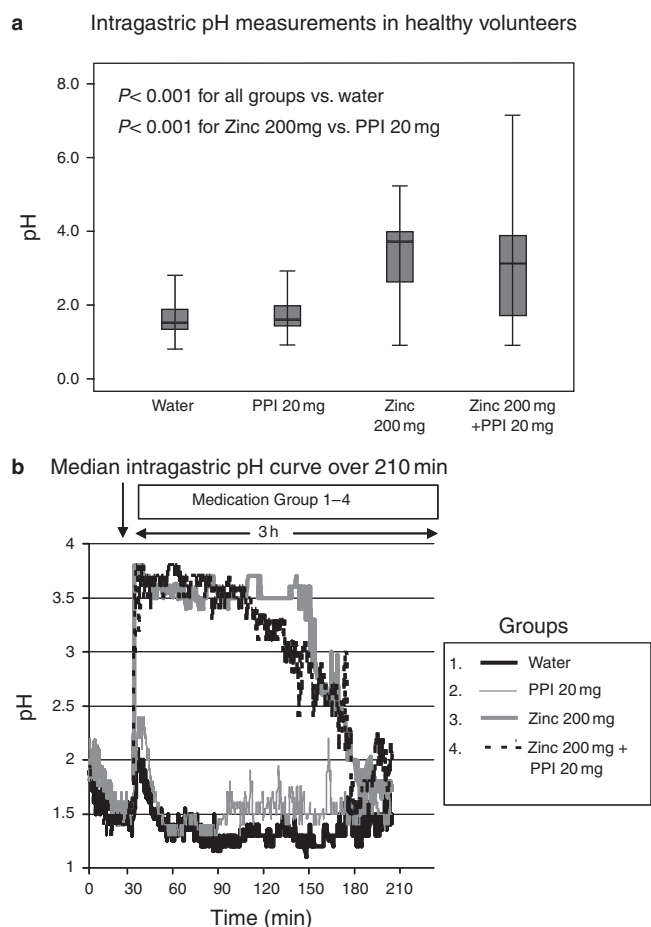 a Intragastric pH measurements in healthy volunteers
8.0
P< 0.001 for all groups vs. water
P< 0.001 for Zinc 200mg vs. PPI 20 mg
6.0
pH
4.0
2.0
0.0
Water PPI 20 mg Zinc 200 mg Zinc 200 mg +PPI 20 mg
b Median intragastric pH curve over 210 min
Medication Group 1–4
3 h
4
3.5
3
pH
2.5
2
1.5
1
0 30 60 90 120 150 180 210
Time (min)
Groups
1. Water
2. PPI 20 mg
3. Zinc 200 mg
4. Zinc 200 mg +
PPI 20 mg